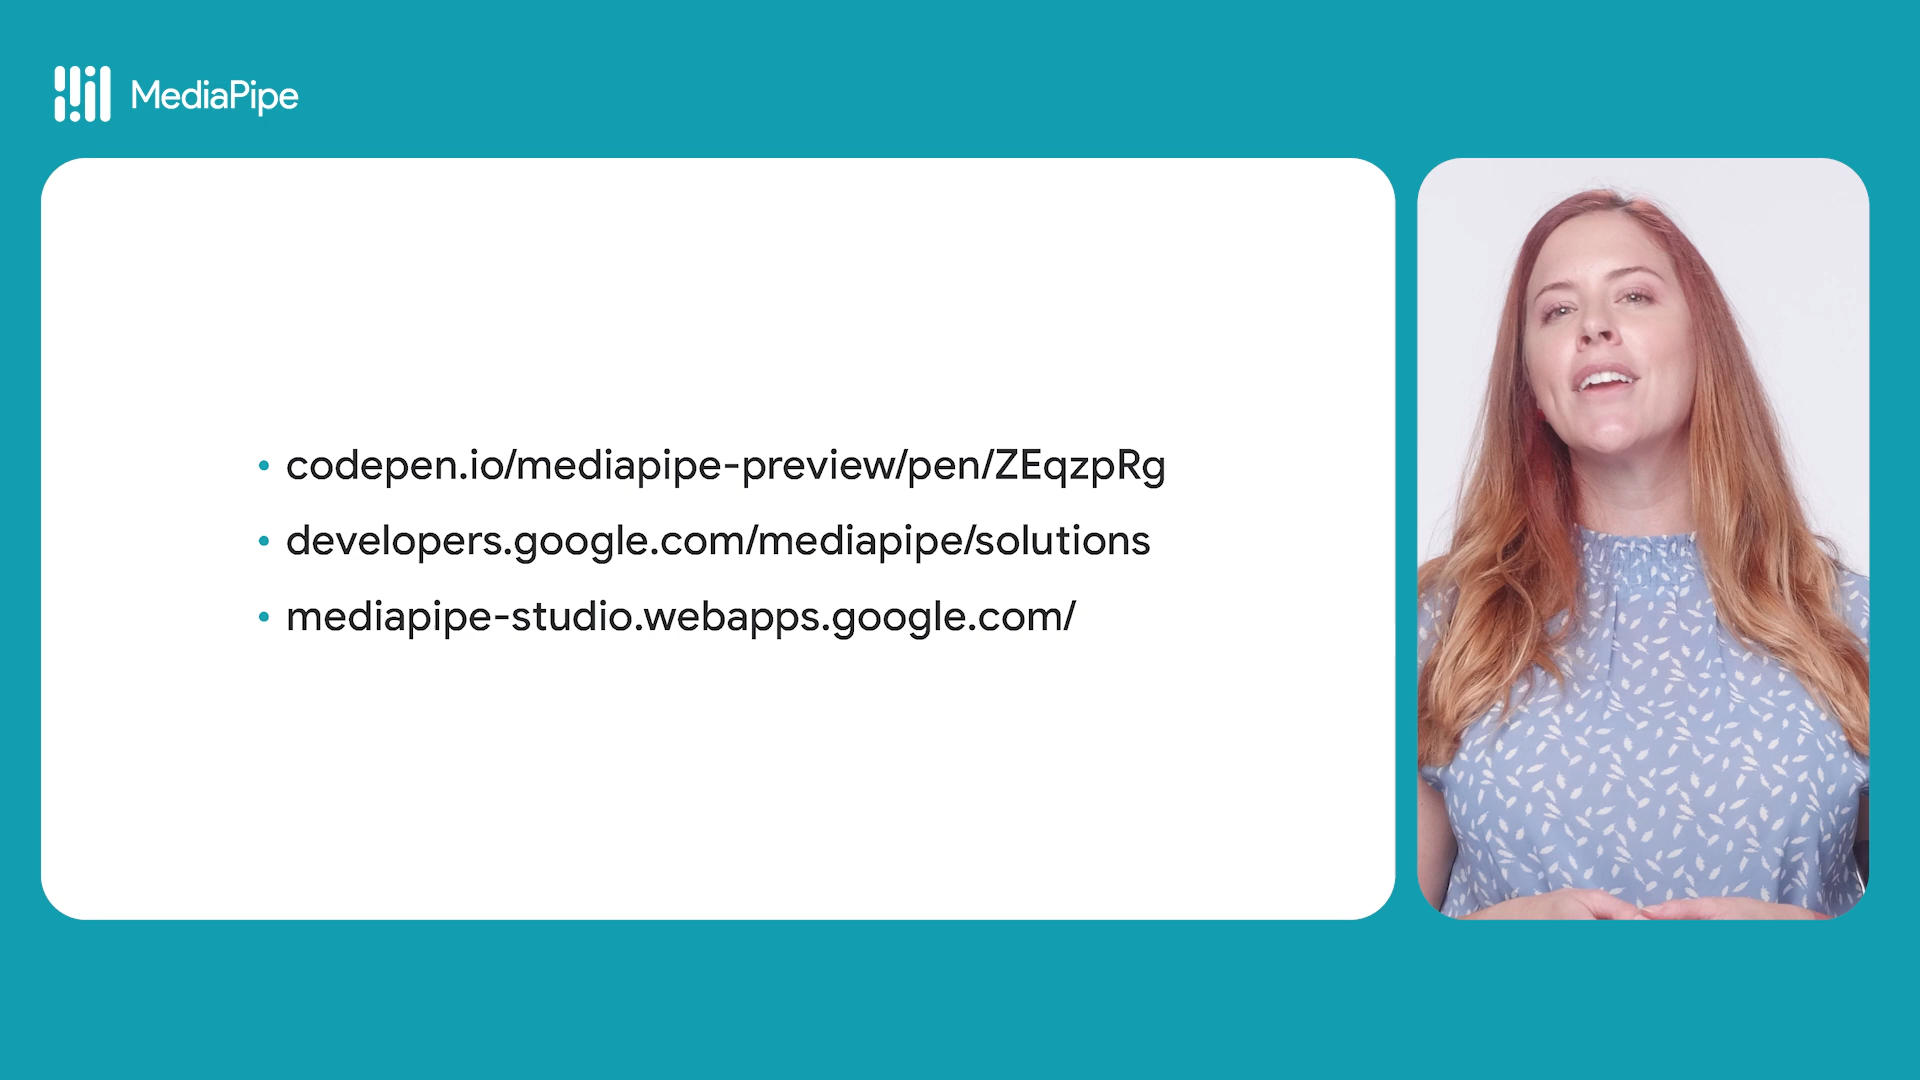 MediaPipe
• codepen.io/mediapipe-preview/pen/ZEqzpRg
• developers.google.com/mediapipe/solutions
• mediapipe-studio.webapps.google.com/